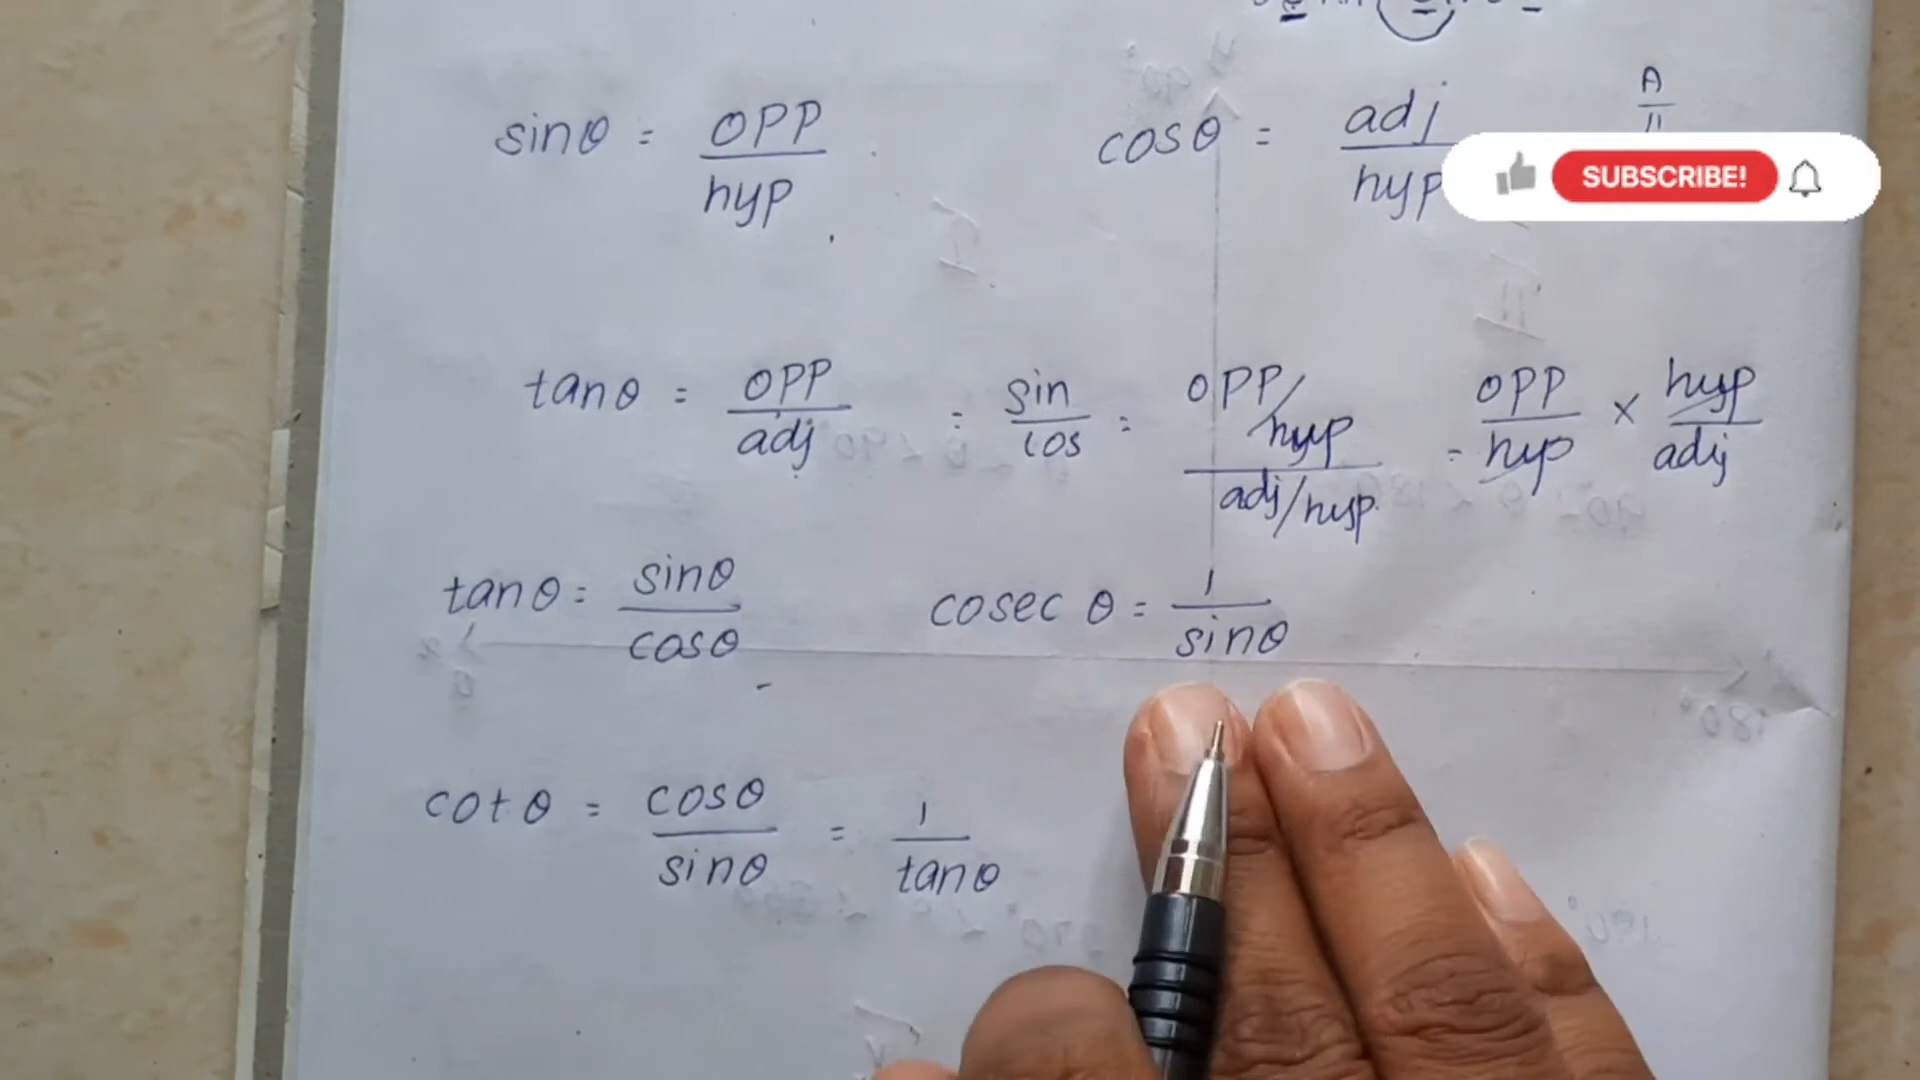 sinθ = opp/hyp cosθ = adj/hyp A
SUBSCRIBE!
tanθ = opp/adj = sin/cos = opp/hyp / adj/hyp = opp/hyp × hyp/adj
tanθ = sinθ/cosθ cosec θ = 1/sinθ
cotθ = cosθ/sinθ = 1/tanθ